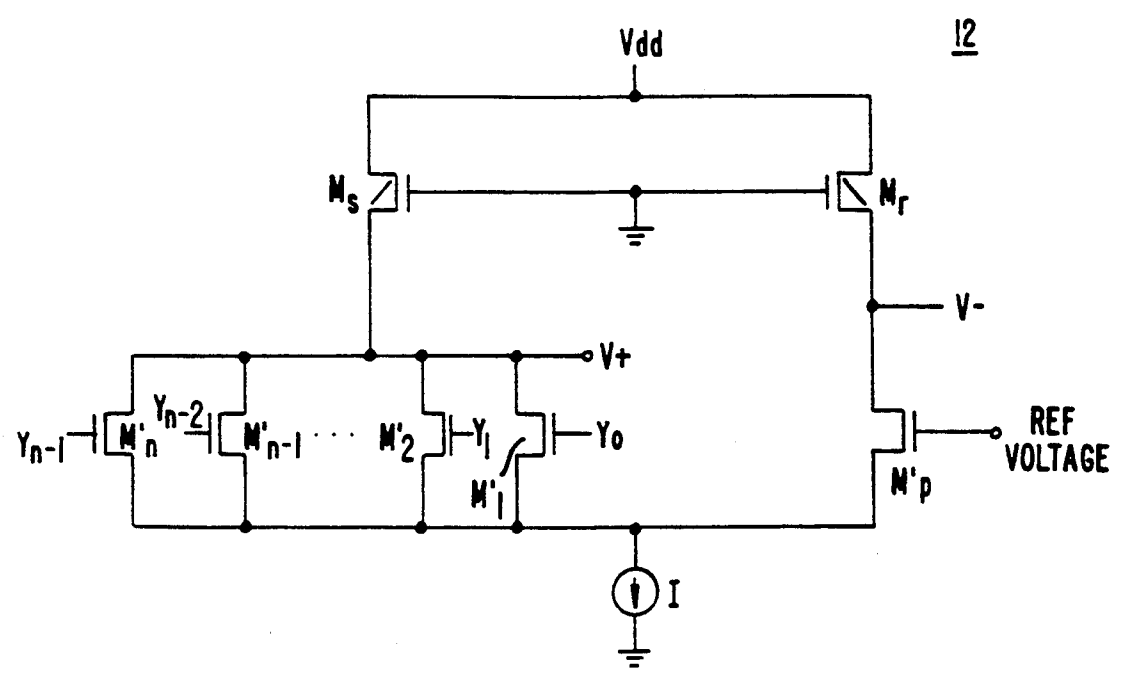 12
Vdd
Ms
Mr
V-
V+
Yn-1
M'n
Yn-2
M'n-1
. . . .
M'2
Y1
M'1
Y0
REF
VOLTAGE
M'p
I